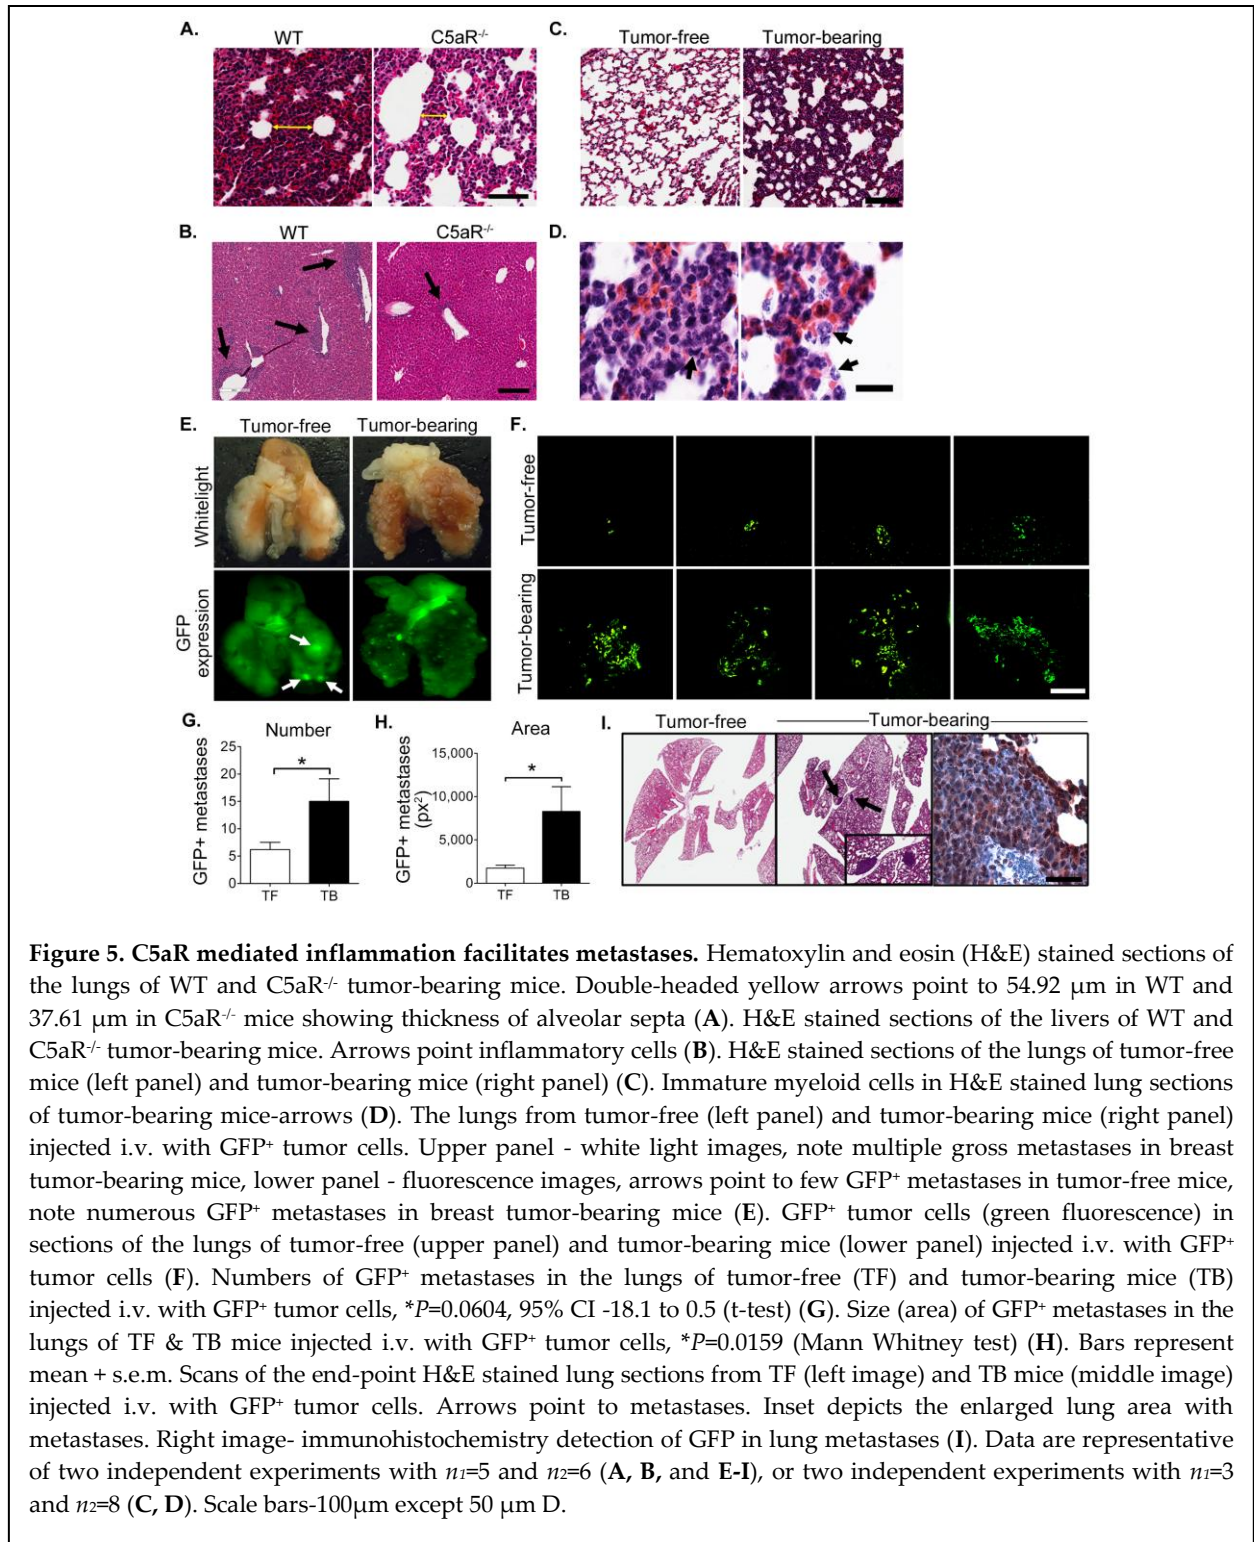 A.
WT
C5aR-/-
C.
Tumor-free
Tumor-bearing
B.
WT
C5aR-/-
D.
E.
Tumor-free
Tumor-bearing
Whitelight
GFP
expression
F.
Tumor-free
Tumor-bearing
G.
Number
GFP+ metastases
25
20
15
10
5
0
*
TF
TB
H.
Area
GFP+ metastases
(px²)
15,000
10,000
5,000
0
*
TF
TB
I.
Tumor-free
Tumor-bearing
Figure 5. C5aR mediated inflammation facilitates metastases. Hematoxylin and eosin (H&E) stained sections of
the lungs of WT and C5aR-/- tumor-bearing mice. Double-headed yellow arrows point to 54.92 µm in WT and
37.61 µm in C5aR-/- mice showing thickness of alveolar septa (A). H&E stained sections of the livers of WT and
C5aR-/- tumor-bearing mice. Arrows point inflammatory cells (B). H&E stained sections of the lungs of tumor-free
mice (left panel) and tumor-bearing mice (right panel) (C). Immature myeloid cells in H&E stained lung sections
of tumor-bearing mice-arrows (D). The lungs from tumor-free (left panel) and tumor-bearing mice (right panel)
injected i.v. with GFP+ tumor cells. Upper panel - white light images, note multiple gross metastases in breast
tumor-bearing mice, lower panel - fluorescence images, arrows point to few GFP+ metastases in tumor-free mice,
note numerous GFP+ metastases in breast tumor-bearing mice (E). GFP+ tumor cells (green fluorescence) in
sections of the lungs of tumor-free (upper panel) and tumor-bearing mice (lower panel) injected i.v. with GFP+
tumor cells (F). Numbers of GFP+ metastases in the lungs of tumor-free (TF) and tumor-bearing mice (TB)
injected i.v. with GFP+ tumor cells, *P=0.0604, 95% CI -18.1 to 0.5 (t-test) (G). Size (area) of GFP+ metastases in the
lungs of TF & TB mice injected i.v. with GFP+ tumor cells, *P=0.0159 (Mann Whitney test) (H). Bars represent
mean + s.e.m. Scans of the end-point H&E stained lung sections from TF (left image) and TB mice (middle image)
injected i.v. with GFP+ tumor cells. Arrows point to metastases. Inset depicts the enlarged lung area with
metastases. Right image- immunohistochemistry detection of GFP in lung metastases (I). Data are representative
of two independent experiments with n1=5 and n2=6 (A, B, and E-I), or two independent experiments with n1=3
and n2=8 (C, D). Scale bars-100µm except 50 µm D.